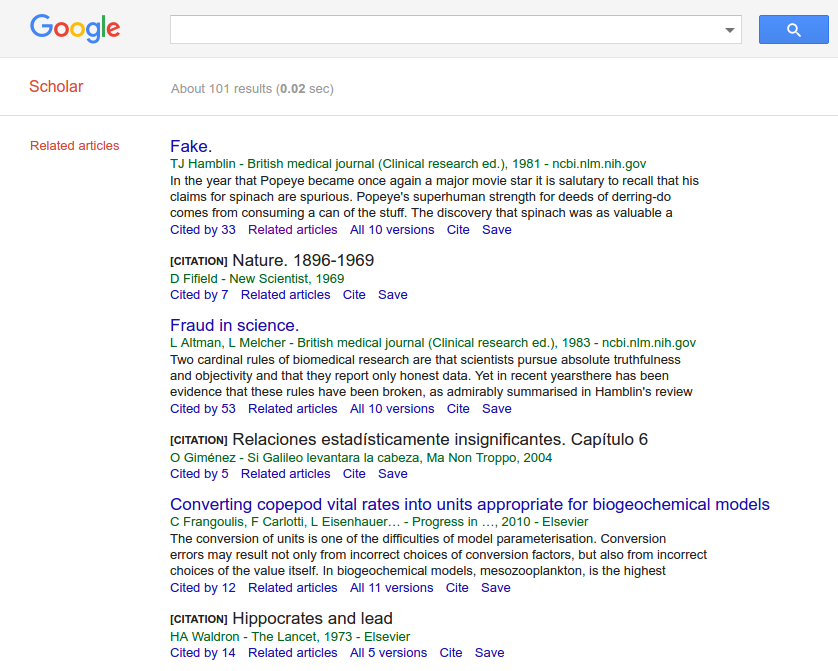 Google
Scholar
About 101 results (0.02 sec)
Related articles
Fake.
TJ Hamblin - British medical journal (Clinical research ed.), 1981 - ncbi.nlm.nih.gov
In the year that Popeye became once again a major movie star it is salutary to recall that his
claims for spinach are spurious. Popeye's superhuman strength for deeds of derring-do
comes from consuming a can of the stuff. The discovery that spinach was as valuable a
Cited by 33 Related articles All 10 versions Cite Save
[CITATION] Nature. 1896-1969
D Fifield - New Scientist, 1969
Cited by 7 Related articles Cite Save
Fraud in science.
L Altman, L Melcher - British medical journal (Clinical research ed.), 1983 - ncbi.nlm.nih.gov
Two cardinal rules of biomedical research are that scientists pursue absolute truthfulness
and objectivity and that they report only honest data. Yet in recent yearsthere has been
evidence that these rules have been broken, as admirably summarised in Hamblin's review
Cited by 53 Related articles All 10 versions Cite Save
[CITATION] Relaciones estadísticamente insignificantes. Capítulo 6
O Giménez - Si Galileo levantara la cabeza, Ma Non Troppo, 2004
Cited by 5 Related articles Cite Save
Converting copepod vital rates into units appropriate for biogeochemical models
C Frangoulis, F Carlotti, L Eisenhauer… - Progress in …, 2010 - Elsevier
The conversion of units is one of the difficulties of model parameterisation. Conversion
errors may result not only from incorrect choices of conversion factors, but also from incorrect
choices of the value itself. In biogeochemical models, mesozooplankton, is the highest
Cited by 12 Related articles All 11 versions Cite Save
[CITATION] Hippocrates and lead
HA Waldron - The Lancet, 1973 - Elsevier
Cited by 14 Related articles All 5 versions Cite Save